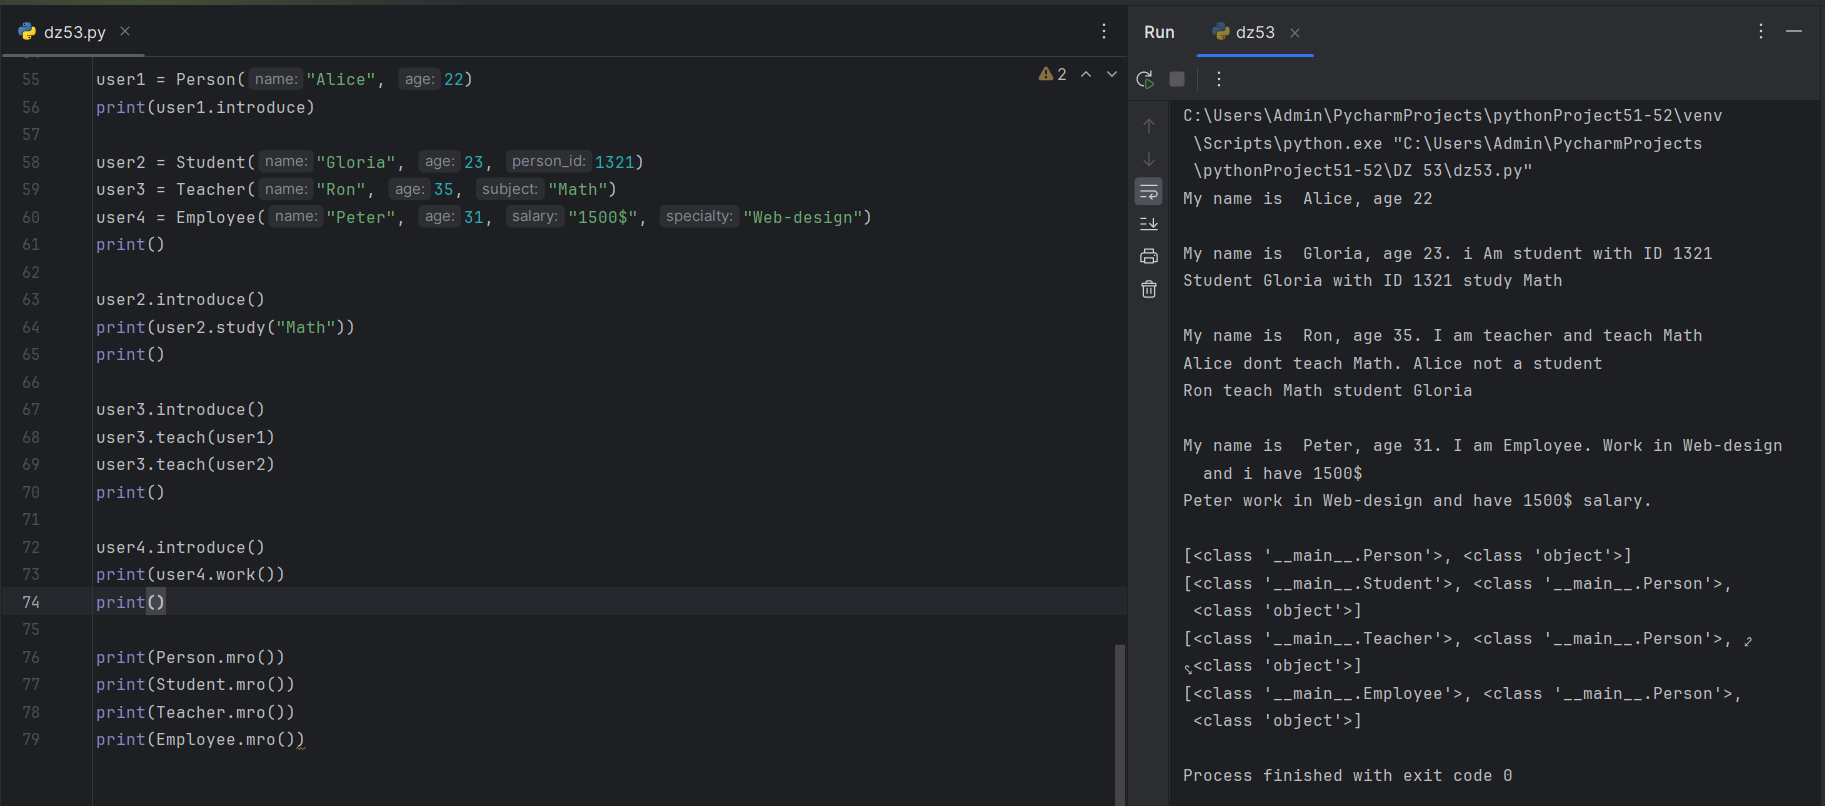 dz53.py
55 user1 = Person(name: "Alice", age: 22)
56 print(user1.introduce)
57
58 user2 = Student(name: "Gloria", age: 23, person_id: 1321)
59 user3 = Teacher(name: "Ron", age: 35, subject: "Math")
60 user4 = Employee(name: "Peter", age: 31, salary: "1500$", specialty: "Web-design")
61 print()
62
63 user2.introduce()
64 print(user2.study("Math"))
65 print()
66
67 user3.introduce()
68 user3.teach(user1)
69 user3.teach(user2)
70 print()
71
72 user4.introduce()
73 print(user4.work())
74 print()
75
76 print(Person.mro())
77 print(Student.mro())
78 print(Teacher.mro())
79 print(Employee.mro())
2
Run dz53
C:\Users\Admin\PycharmProjects\pythonProject51-52\venv
\Scripts\python.exe "C:\Users\Admin\PycharmProjects
\pythonProject51-52\DZ 53\dz53.py"
My name is  Alice, age 22
My name is  Gloria, age 23. i Am student with ID 1321
Student Gloria with ID 1321 study Math
My name is  Ron, age 35. I am teacher and teach Math
Alice dont teach Math. Alice not a student
Ron teach Math student Gloria
My name is  Peter, age 31. I am Employee. Work in Web-design
and i have 1500$
Peter work in Web-design and have 1500$ salary.
[<class '__main__.Person'>, <class 'object'>]
[<class '__main__.Student'>, <class '__main__.Person'>,
<class 'object'>]
[<class '__main__.Teacher'>, <class '__main__.Person'>,
<class 'object'>]
[<class '__main__.Employee'>, <class '__main__.Person'>,
<class 'object'>]
Process finished with exit code 0